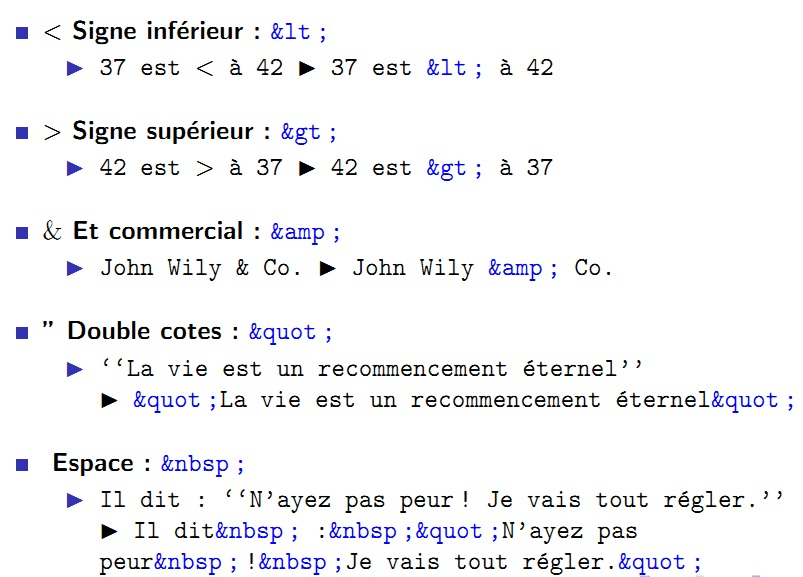 < Signe inférieur : &lt ;
37 est < à 42 ► 37 est &lt ; à 42
> Signe supérieur : &gt ;
42 est > à 37 ► 42 est &gt ; à 37
& Et commercial : &amp ;
John Wily & Co. ► John Wily &amp ; Co.
” Double cotes : &quot ;
‘‘La vie est un recommencement éternel’’
► &quot ;La vie est un recommencement éternel&quot ;
Espace : &nbsp ;
Il dit : ‘‘N’ayez pas peur ! Je vais tout régler.’’
► Il dit&nbsp ; :&nbsp ;&quot ;N’ayez pas
peur&nbsp ; !&nbsp ;Je vais tout régler.&quot ;